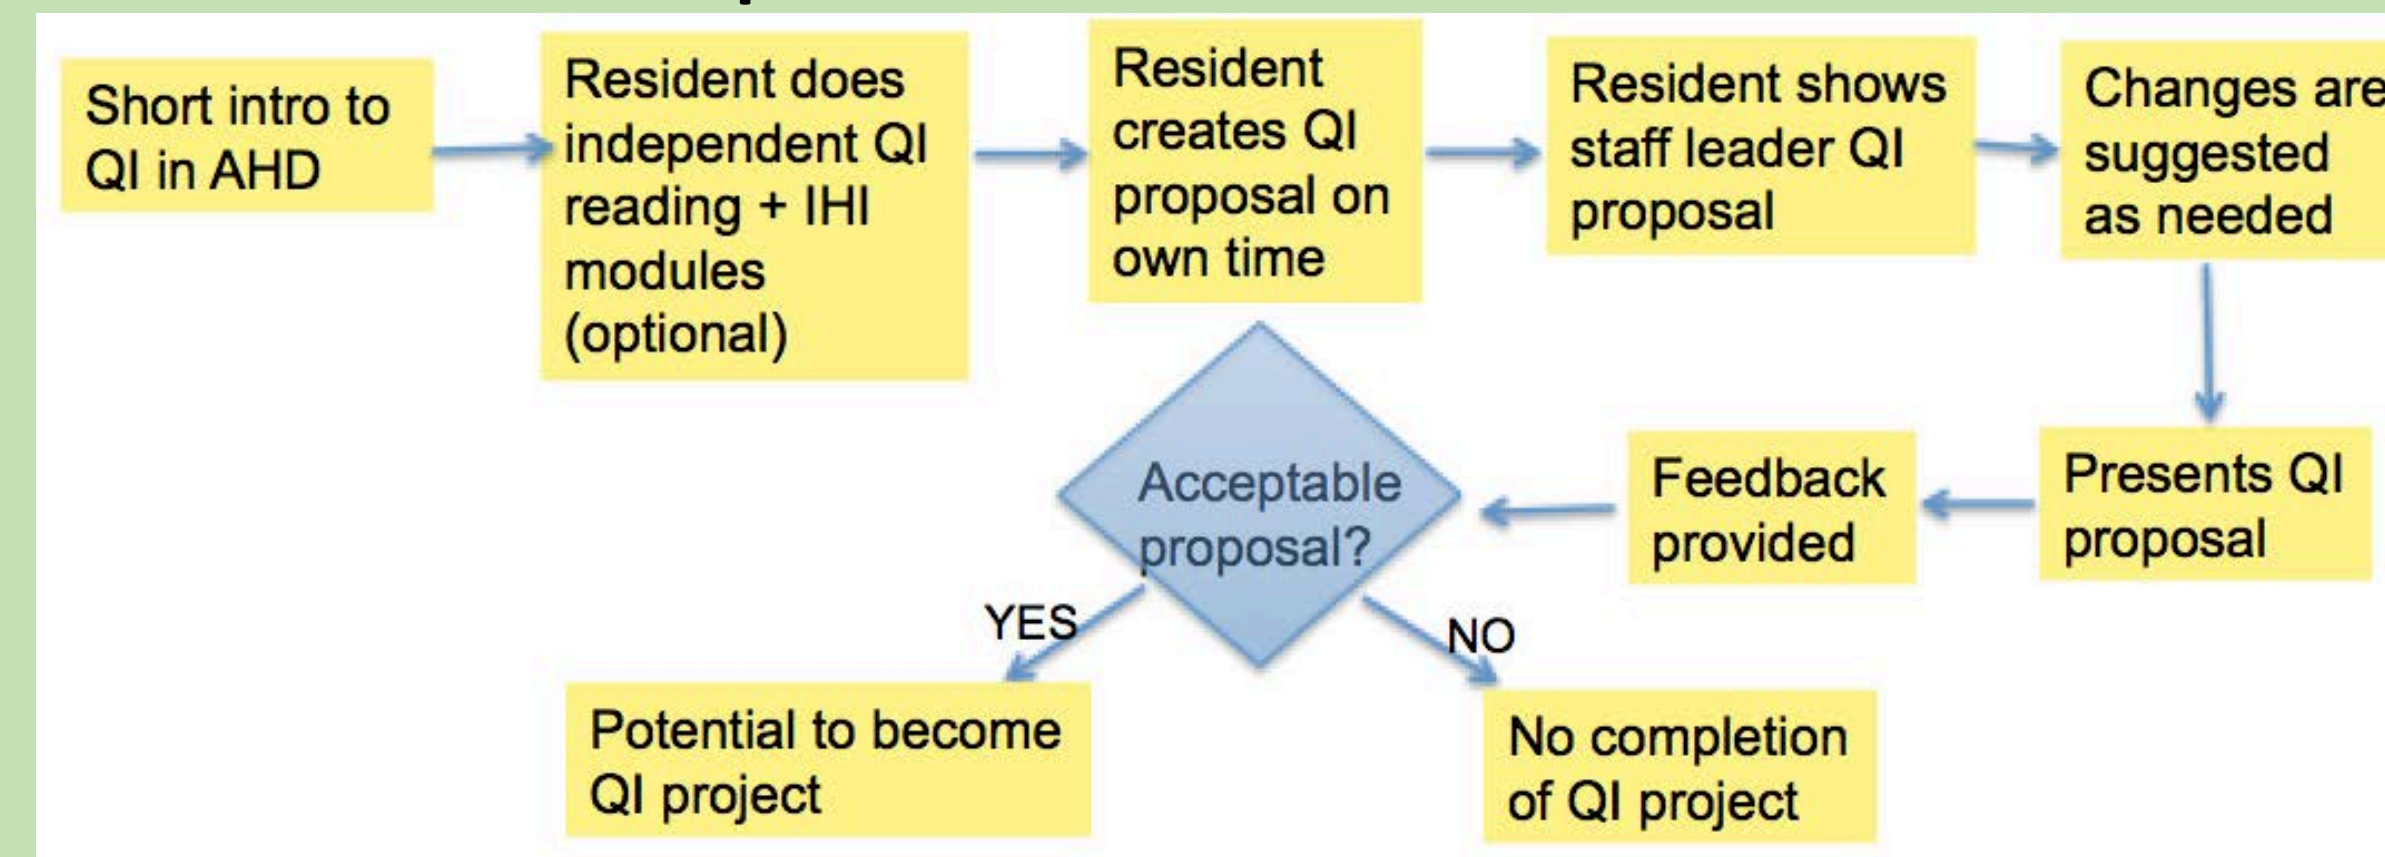 Short intro to
QI in AHD
Resident does
independent QI
reading + IHI
modules
(optional)
Resident
creates QI
proposal on
own time
Resident shows
staff leader QI
proposal
Changes are
suggested
as needed
Presents QI
proposal
Feedback
provided
Acceptable
proposal?
YES
NO
Potential to become
QI project
No completion
of QI project